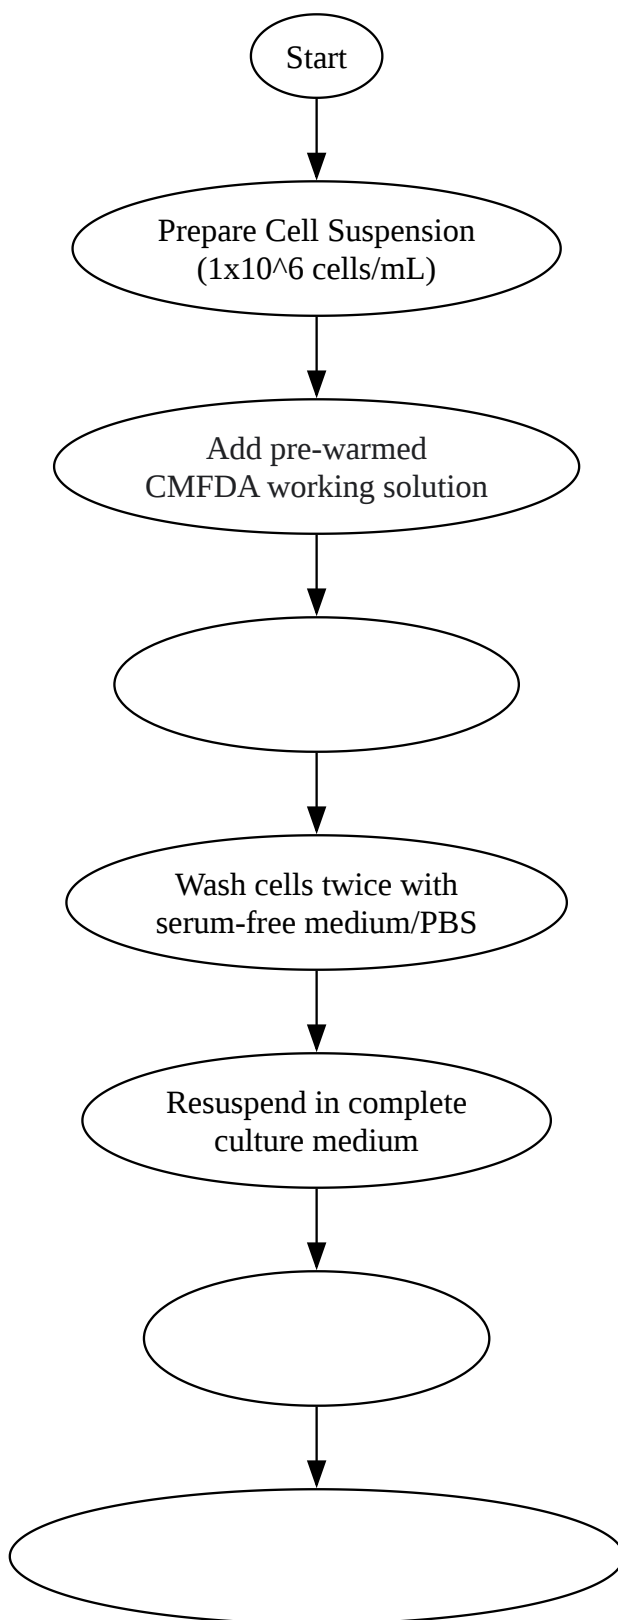 Start
Prepare Cell Suspension
(1x10^6 cells/mL)
Add pre-warmed
CMFDA working solution
Wash cells twice with
serum-free medium/PBS
Resuspend in complete
culture medium